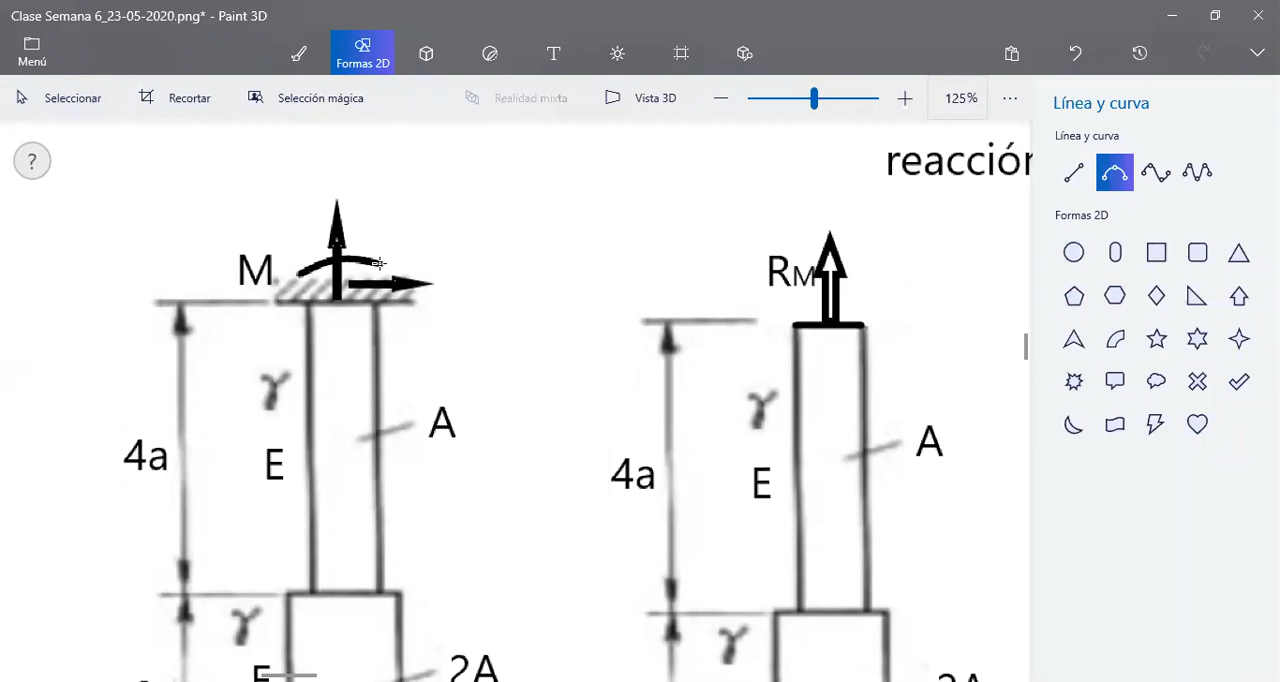 Clase Semana 6_23-05-2020.png* - Paint 3D
Menú
Formas 2D
Seleccionar
Recortar
Selección mágica
Realidad mixta
Vista 3D
125%
Línea y curva
Línea y curva
Formas 2D
?
reacción
M
RM
γ
γ
A
A
4a
E
4a
E
γ
γ
E
2A
2A